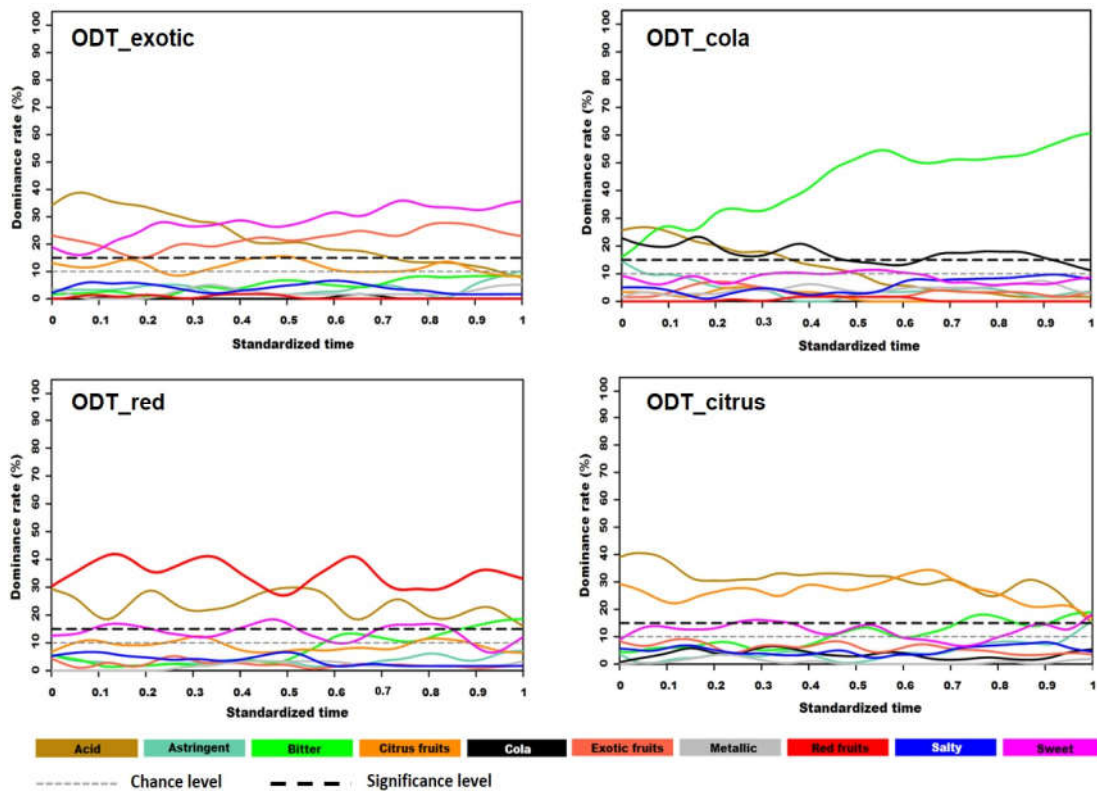 ODT_exotic
Dominance rate (%)
0 10 20 30 40 50 60 70 80 90 100
0 0.1 0.2 0.3 0.4 0.5 0.6 0.7 0.8 0.9 1
Standardized time
ODT_cola
Dominance rate (%)
0 10 20 30 40 50 60 70 80 90 100
0 0.1 0.2 0.3 0.4 0.5 0.6 0.7 0.8 0.9 1
Standardized time
ODT_red
Dominance rate (%)
0 10 20 30 40 50 60 70 80 90 100
0 0.1 0.2 0.3 0.4 0.5 0.6 0.7 0.8 0.9 1
Standardized time
ODT_citrus
Dominance rate (%)
0 10 20 30 40 50 60 70 80 90 100
0 0.1 0.2 0.3 0.4 0.5 0.6 0.7 0.8 0.9 1
Standardized time
Acid Astringent Bitter Citrus fruits Cola Exotic fruits Metallic Red fruits Salty Sweet
Chance level Significance level